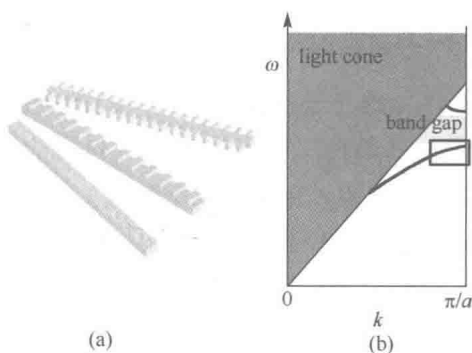 ω
light cone
band gap
0
π/a
k
(a)
(b)